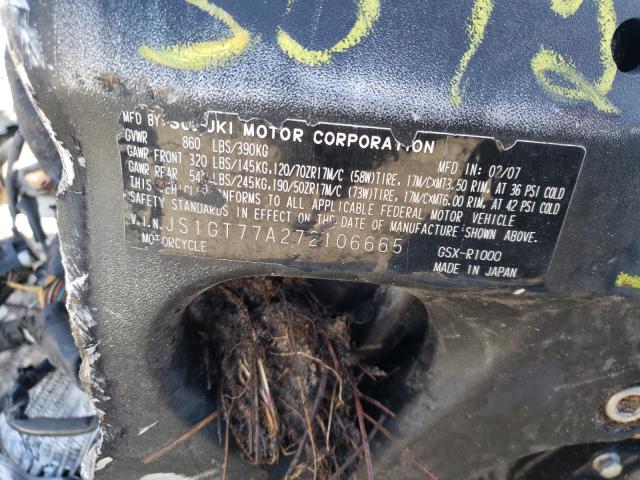 MFD BY: SUZUKI MOTOR CORPORATION
GVWR 860 LBS/390KG MFD IN: 02/07
GAWR FRONT 320 LBS/145KG,120/70ZR17M/C (58W)TIRE, 17M/CXMT3.50 RIM, AT 36 PSI COLD
GAWR REAR 540 LBS/245KG,190/50ZR17M/C (73W)TIRE, 17M/CXMT6.00 RIM, AT 42 PSI COLD
THIS VEHICLE TO ALL APPLICABLE FEDERAL MOTOR VEHICLE
SAFETY STANDARDS IN EFFECT ON THE DATE OF MANUFACTURE SHOWN ABOVE.
V.I.N. JS1GT77A272106665
MOTORCYCLE GSX-R1000
MADE IN JAPAN